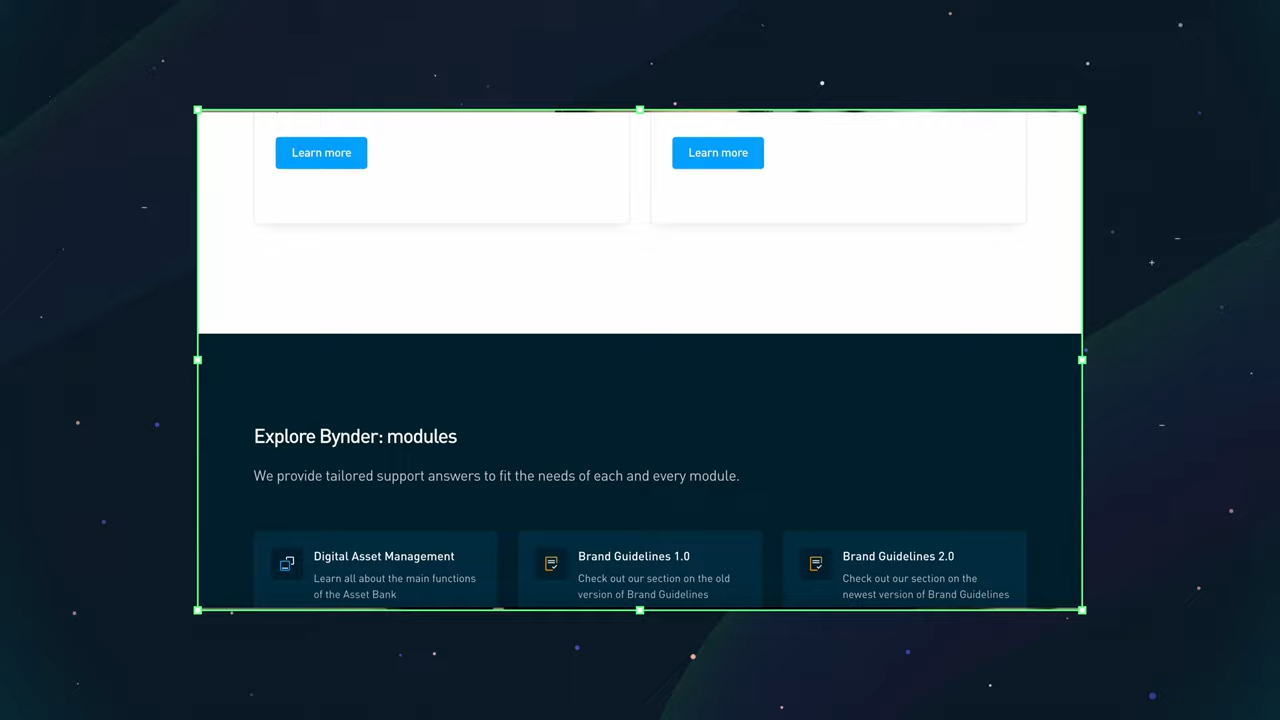 Learn more
Learn more
Explore Bynder: modules
We provide tailored support answers to fit the needs of each and every module.
Digital Asset Management
Learn all about the main functions
of the Asset Bank
Brand Guidelines 1.0
Check out our section on the old
version of Brand Guidelines
Brand Guidelines 2.0
Check out our section on the
newest version of Brand Guidelines